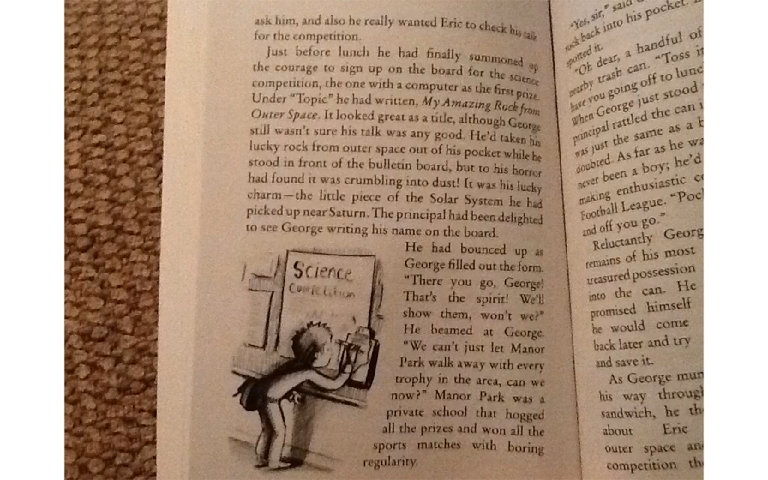 ask him, and also he really wanted Eric to check his talk
for the competition.
Just before lunch he had finally summoned up
the courage to sign up on the board for the science
competition, the one with a computer as the first prize.
Under "Topic" he had written, My Amazing Rock from
Outer Space. It looked great as a title, although George
still wasn't sure his talk was any good. He'd taken his
lucky rock from outer space out of his pocket while he
stood in front of the bulletin board, but to his horror
had found it was crumbling into dust! It was his lucky
charm—the little piece of the Solar System he had
picked up near Saturn. The principal had been delighted
to see George writing his name on the board.
He had bounced up as
George filled out the form.
"There you go, George!
That's the spirit! We'll
show them, won't we?"
He beamed at George.
"We can't just let Manor
Park walk away with every
trophy in the area, can we
now?" Manor Park was a
private school that hogged
all the prizes and won all the
sports matches with boring
regularity.
Science
Competition
"Yes, sir," said
rock back into his pocket
spotted it.
"Oh dear, a handful of
nearby trash can. "Toss
have you going off to
When George just stood
principal rattled the can
was just the same as a
doubted. As far as he
never been a boy; he'd
making enthusiastic
Football League.
and off you go."
Reluctantly
remains of his most
treasured possession
into the can. He
promised himself
he would come
back later and try
and save it.
As George
his way
sandwich, he
about Eric
outer space
competition